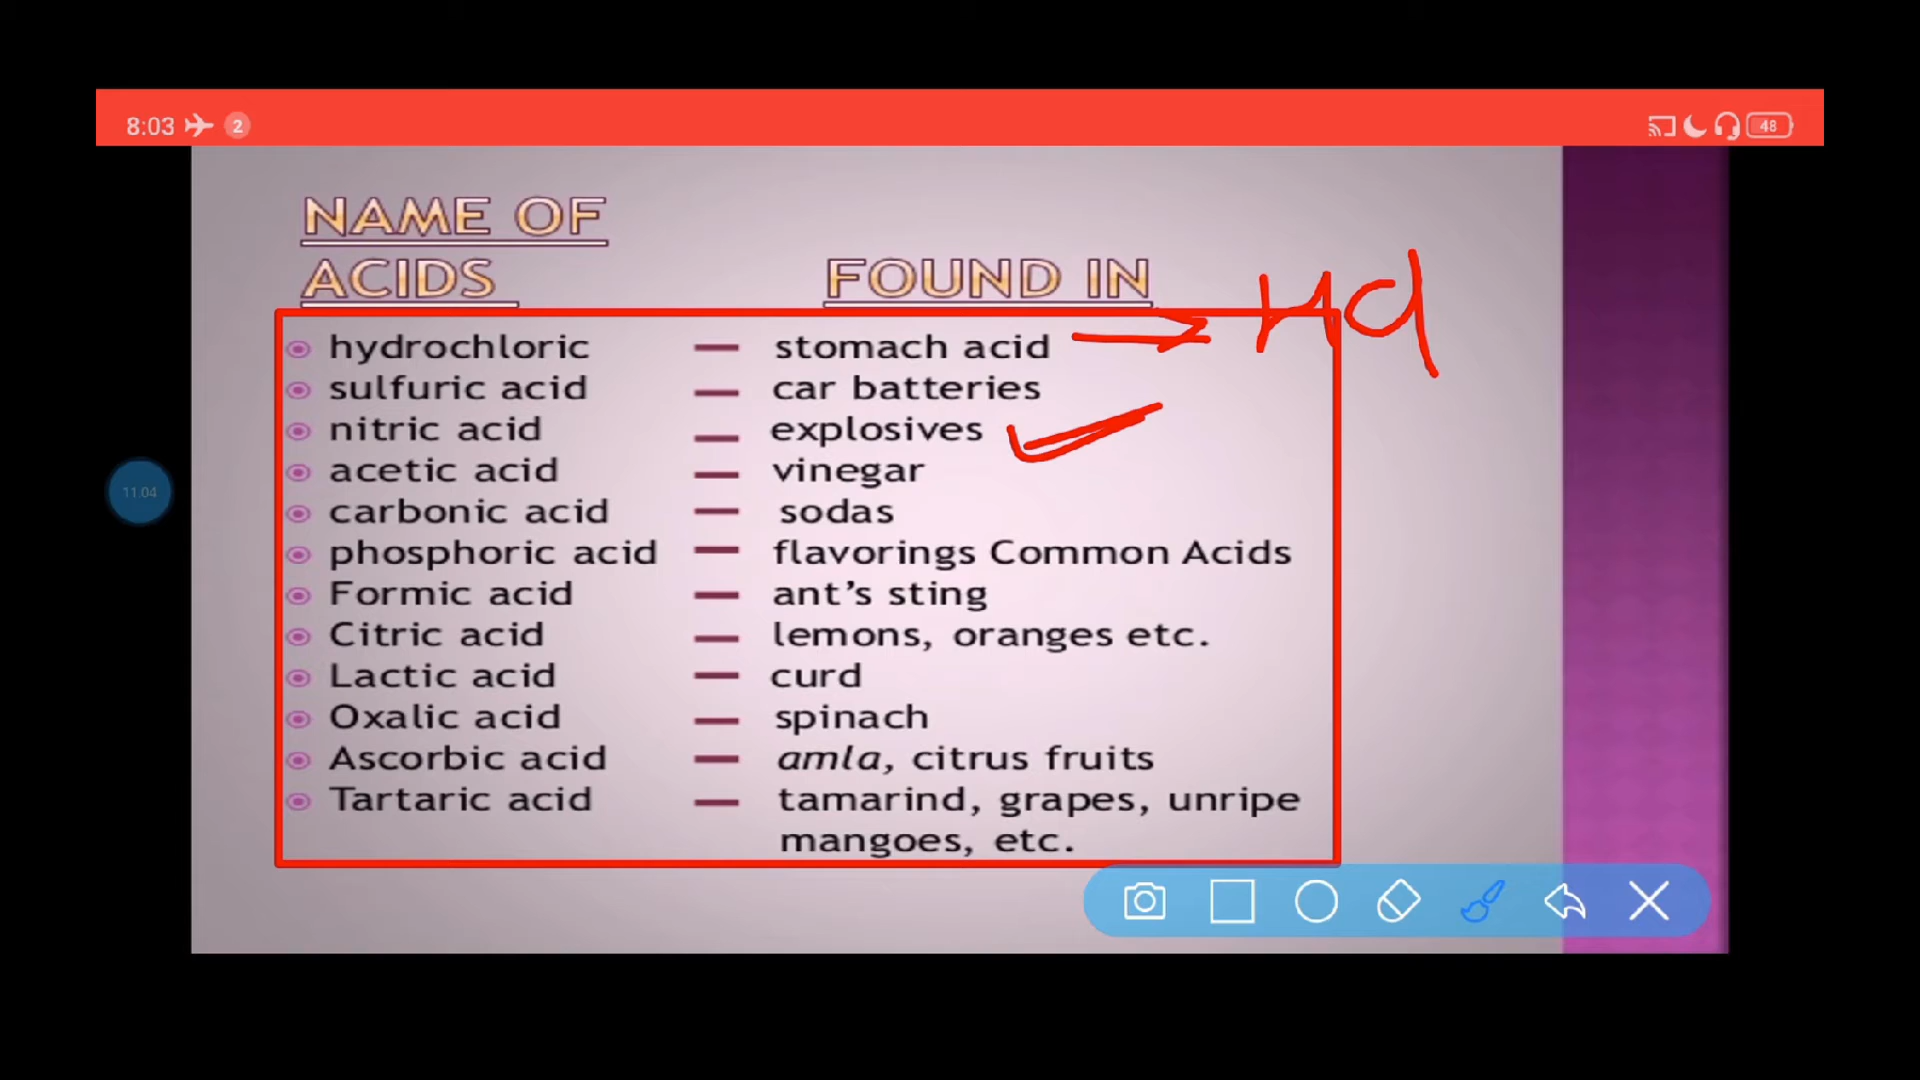 8:03 2 48
NAME OF
ACIDS FOUND IN
hydrochloric — stomach acid → HCl
sulfuric acid — car batteries
nitric acid — explosives
acetic acid — vinegar
carbonic acid — sodas
phosphoric acid — flavorings Common Acids
Formic acid — ant’s sting
Citric acid — lemons, oranges etc.
Lactic acid — curd
Oxalic acid — spinach
Ascorbic acid — amla, citrus fruits
Tartaric acid — tamarind, grapes, unripe
mangoes, etc.
11.04